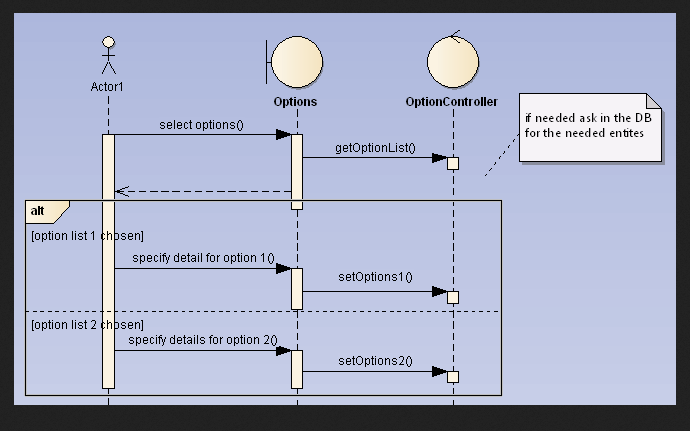 Actor1
Options
OptionController
if needed ask in the DB
for the needed entites
select options()
getOptionList()
alt
[option list 1 chosen]
specify detail for option 1()
setOptions1()
[option list 2 chosen]
specify details for option 2()
setOptions2()